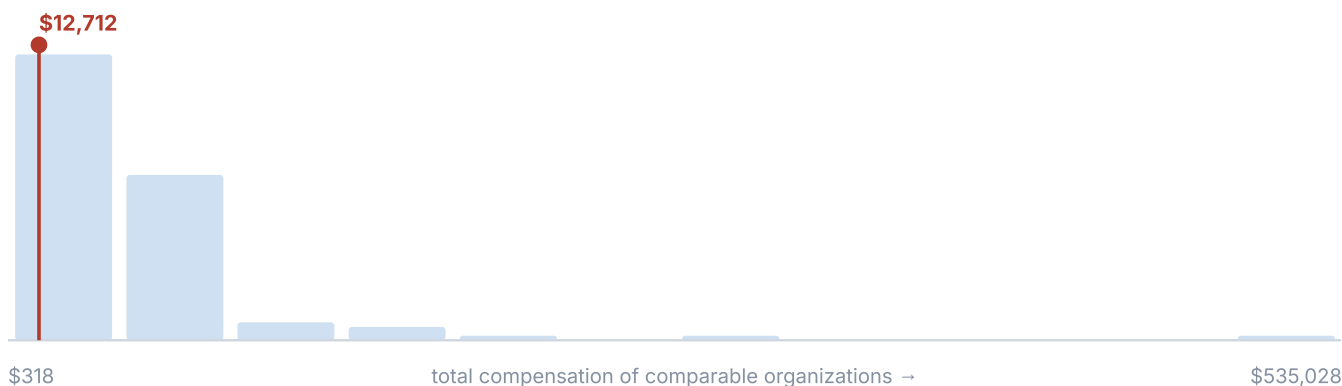 $12,712
$318 total compensation of comparable organizations → $535,028